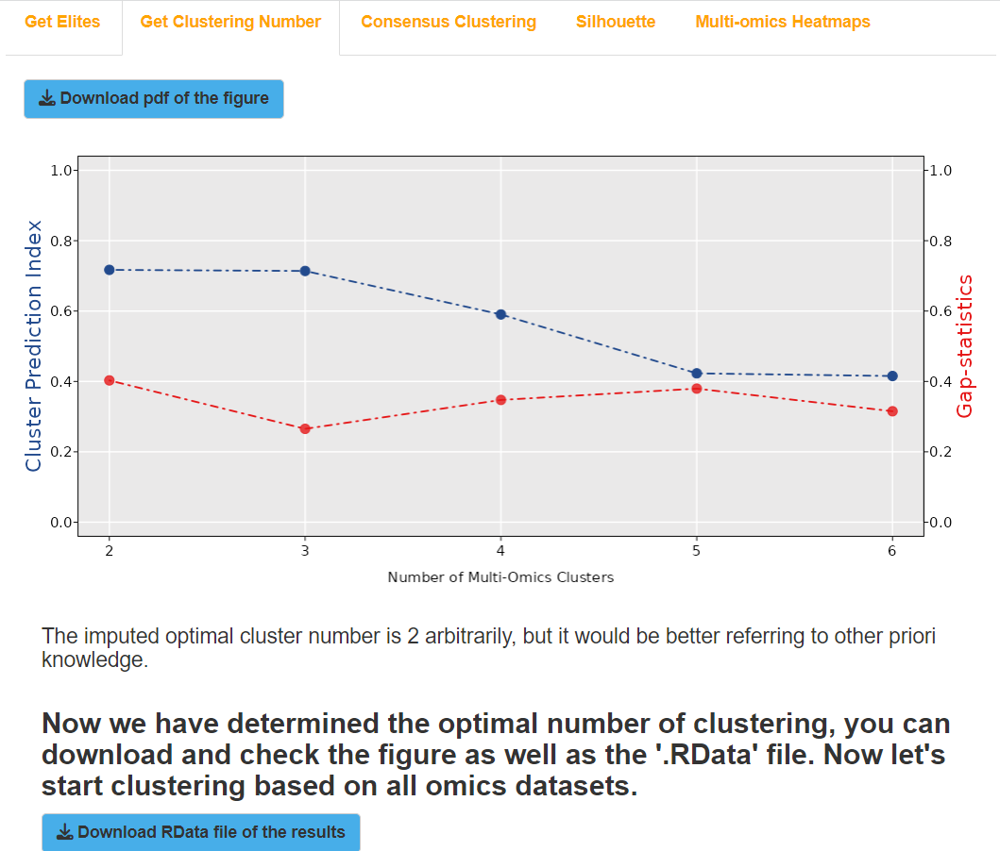 Get Elites
Get Clustering Number
Consensus Clustering
Silhouette
Multi-omics Heatmaps
Download pdf of the figure
Cluster Prediction Index
1.0
0.8
0.6
0.4
0.2
0.0
1.0
0.8
0.6
0.4
0.2
0.0
Gap-statistics
2
3
4
5
6
Number of Multi-Omics Clusters
The imputed optimal cluster number is 2 arbitrarily, but it would be better referring to other priori
knowledge.
Now we have determined the optimal number of clustering, you can
download and check the figure as well as the '.RData' file. Now let's
start clustering based on all omics datasets.
Download RData file of the results